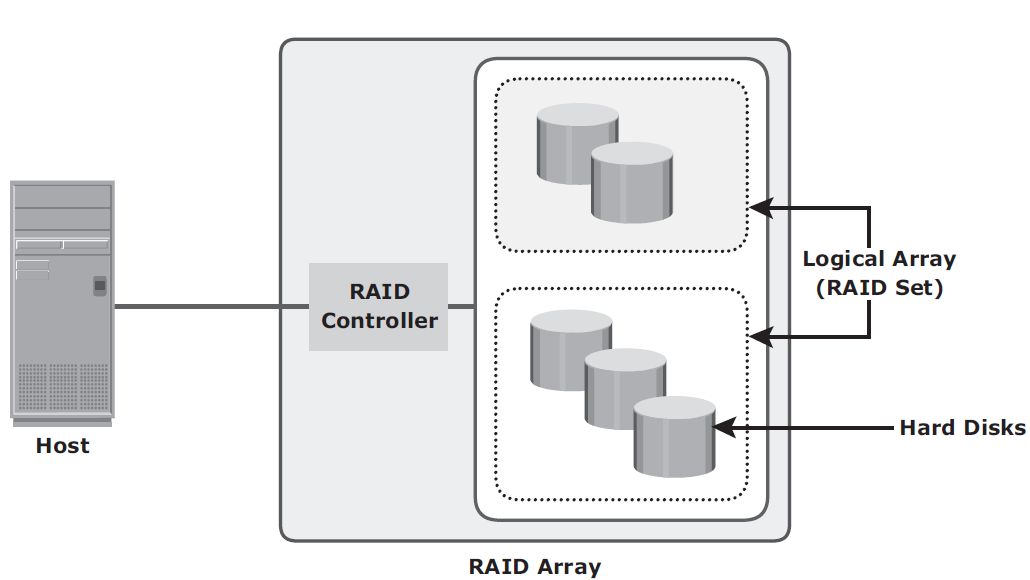 RAID
Controller
Logical Array
(RAID Set)
Hard Disks
Host
RAID Array